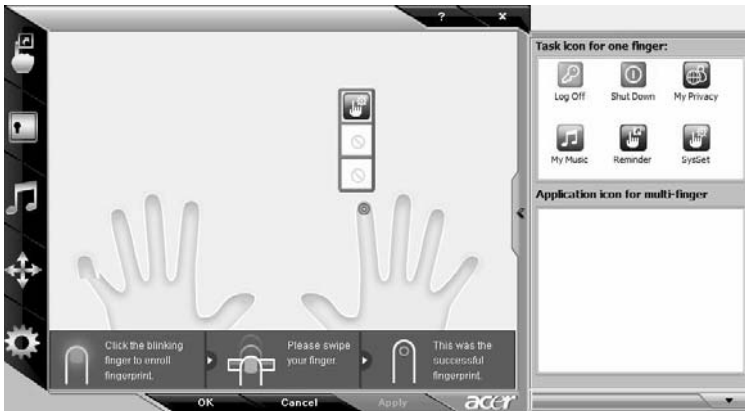 ? x
Task icon for one finger:
Log Off Shut Down My Privacy
My Music Reminder SysSet
Application icon for multi-finger
Click the blinking
finger to enroll
fingerprint.
Please swipe
your finger.
This was the
successful
fingerprint.
OK Cancel Apply acer